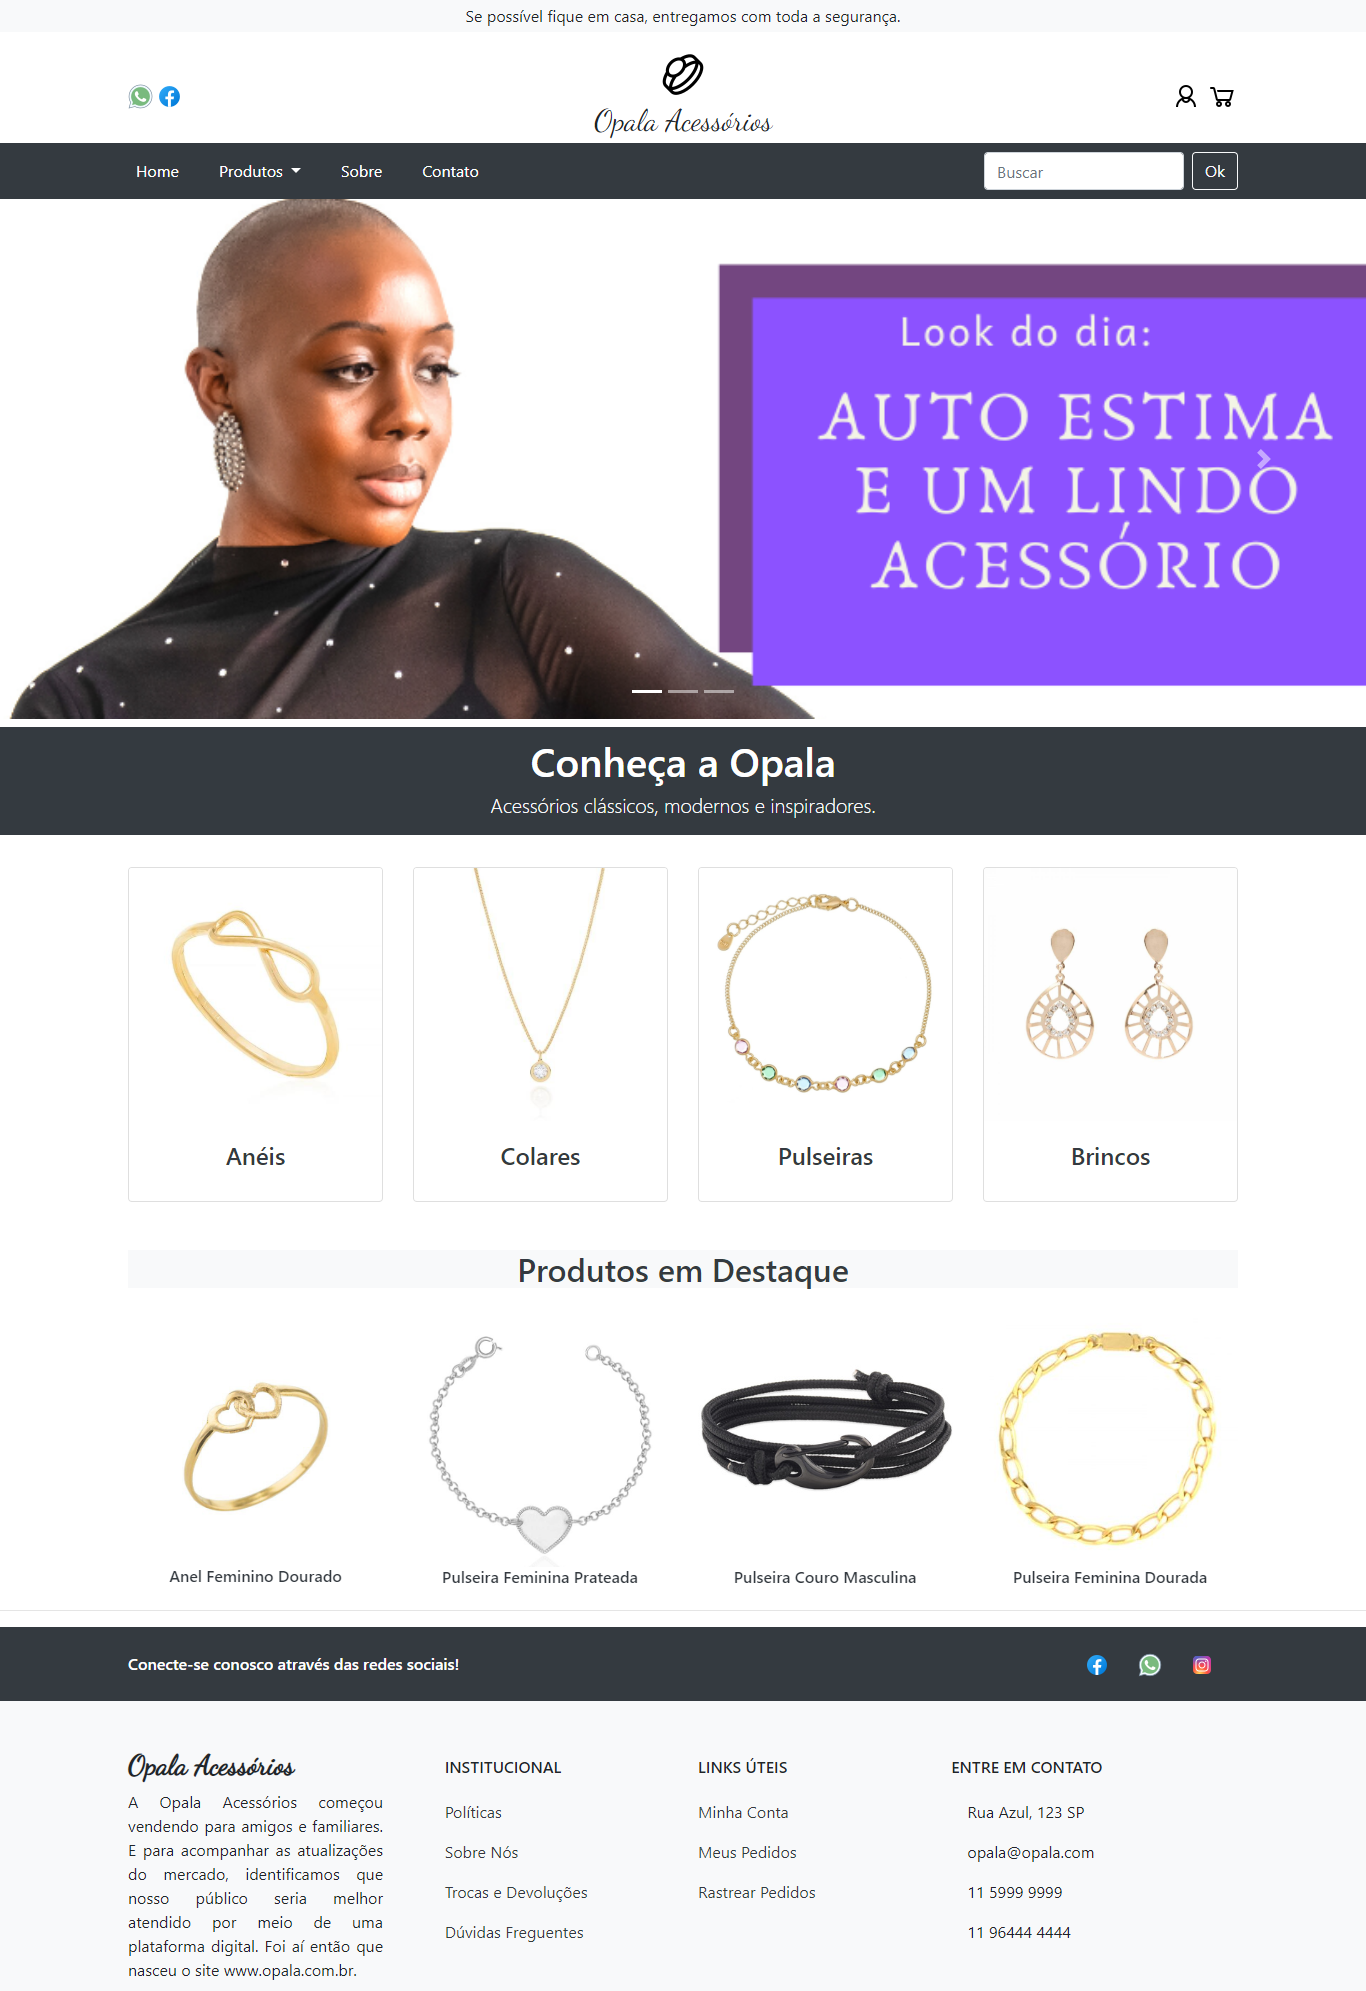 Se possível fique em casa, entregamos com toda a segurança.
Opala Acessórios
Home
Produtos
Sobre
Contato
Buscar
Ok
Look do dia:
AUTO ESTIMA
E UM LINDO
ACESSÓRIO
Conheça a Opala
Acessórios clássicos, modernos e inspiradores.
Anéis
Colares
Pulseiras
Brincos
Produtos em Destaque
Anel Feminino Dourado
Pulseira Feminina Prateada
Pulseira Couro Masculina
Pulseira Feminina Dourada
Conecte-se conosco através das redes sociais!
Opala Acessórios
A Opala Acessórios começou
vendendo para amigos e familiares.
E para acompanhar as atualizações
do mercado, identificamos que
nosso público seria melhor
atendido por meio de uma
plataforma digital. Foi aí então que
nasceu o site www.opala.com.br.
INSTITUCIONAL
Políticas
Sobre Nós
Trocas e Devoluções
Dúvidas Freguentes
LINKS ÚTEIS
Minha Conta
Meus Pedidos
Rastrear Pedidos
ENTRE EM CONTATO
Rua Azul, 123 SP
opala@opala.com
11 5999 9999
11 96444 4444